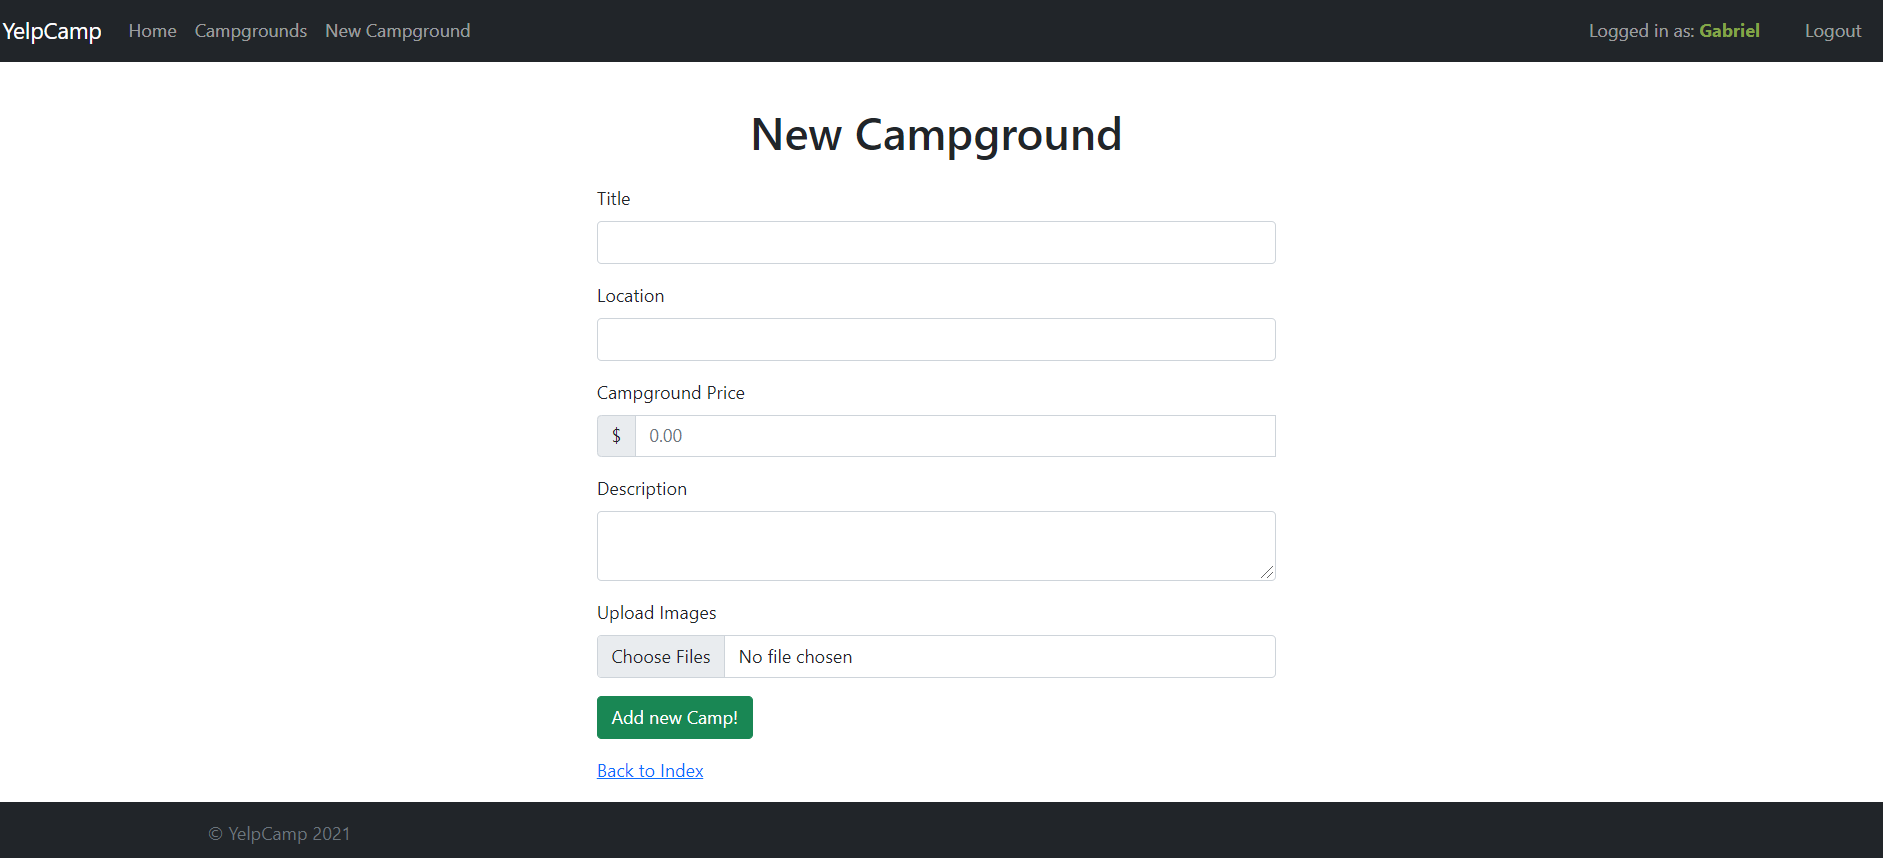 YelpCamp Home Campgrounds New Campground Logged in as: Gabriel Logout
New Campground
Title
Location
Campground Price
$ 0.00
Description
Upload Images
Choose Files No file chosen
Add new Camp!
Back to Index
© YelpCamp 2021